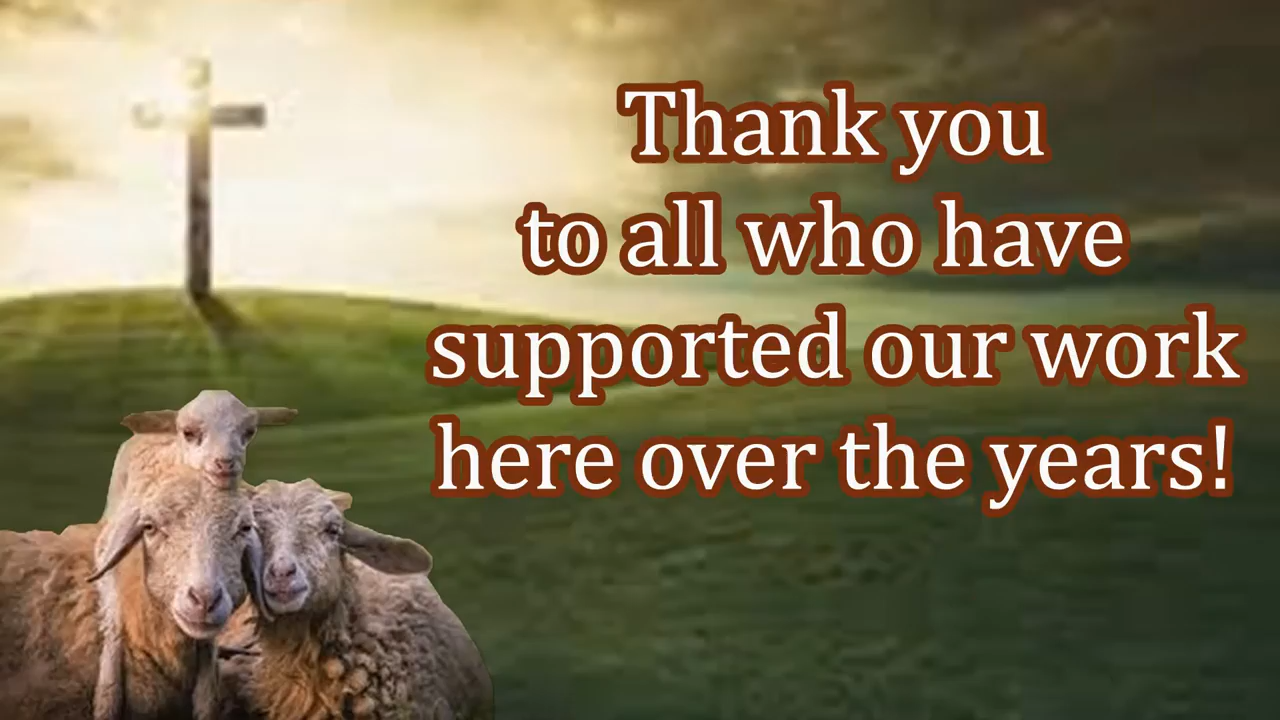 Thank you
to all who have
supported our work
here over the years!